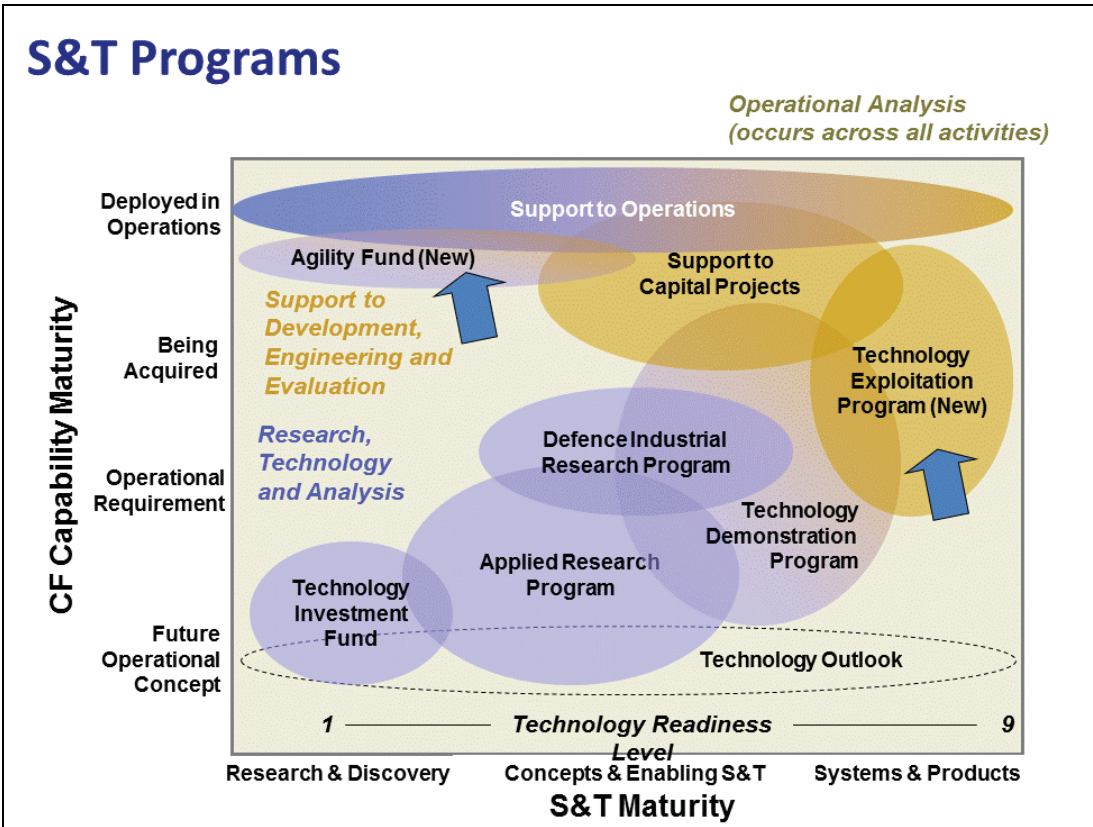 S&T Programs
Operational Analysis
(occurs across all activities)
Deployed in
Operations
Support to Operations
Agility Fund (New)
Support to
Capital Projects
Support to
Development,
Engineering and
Evaluation
Being
Acquired
Technology
Exploitation
Program (New)
CF Capability Maturity
Research,
Technology
and Analysis
Defence Industrial
Research Program
Operational
Requirement
Technology
Demonstration
Program
Applied Research
Program
Technology
Investment
Fund
Future
Operational
Concept
Technology Outlook
1
Technology Readiness
Level
9
Research & Discovery
Concepts & Enabling S&T
Systems & Products
S&T Maturity